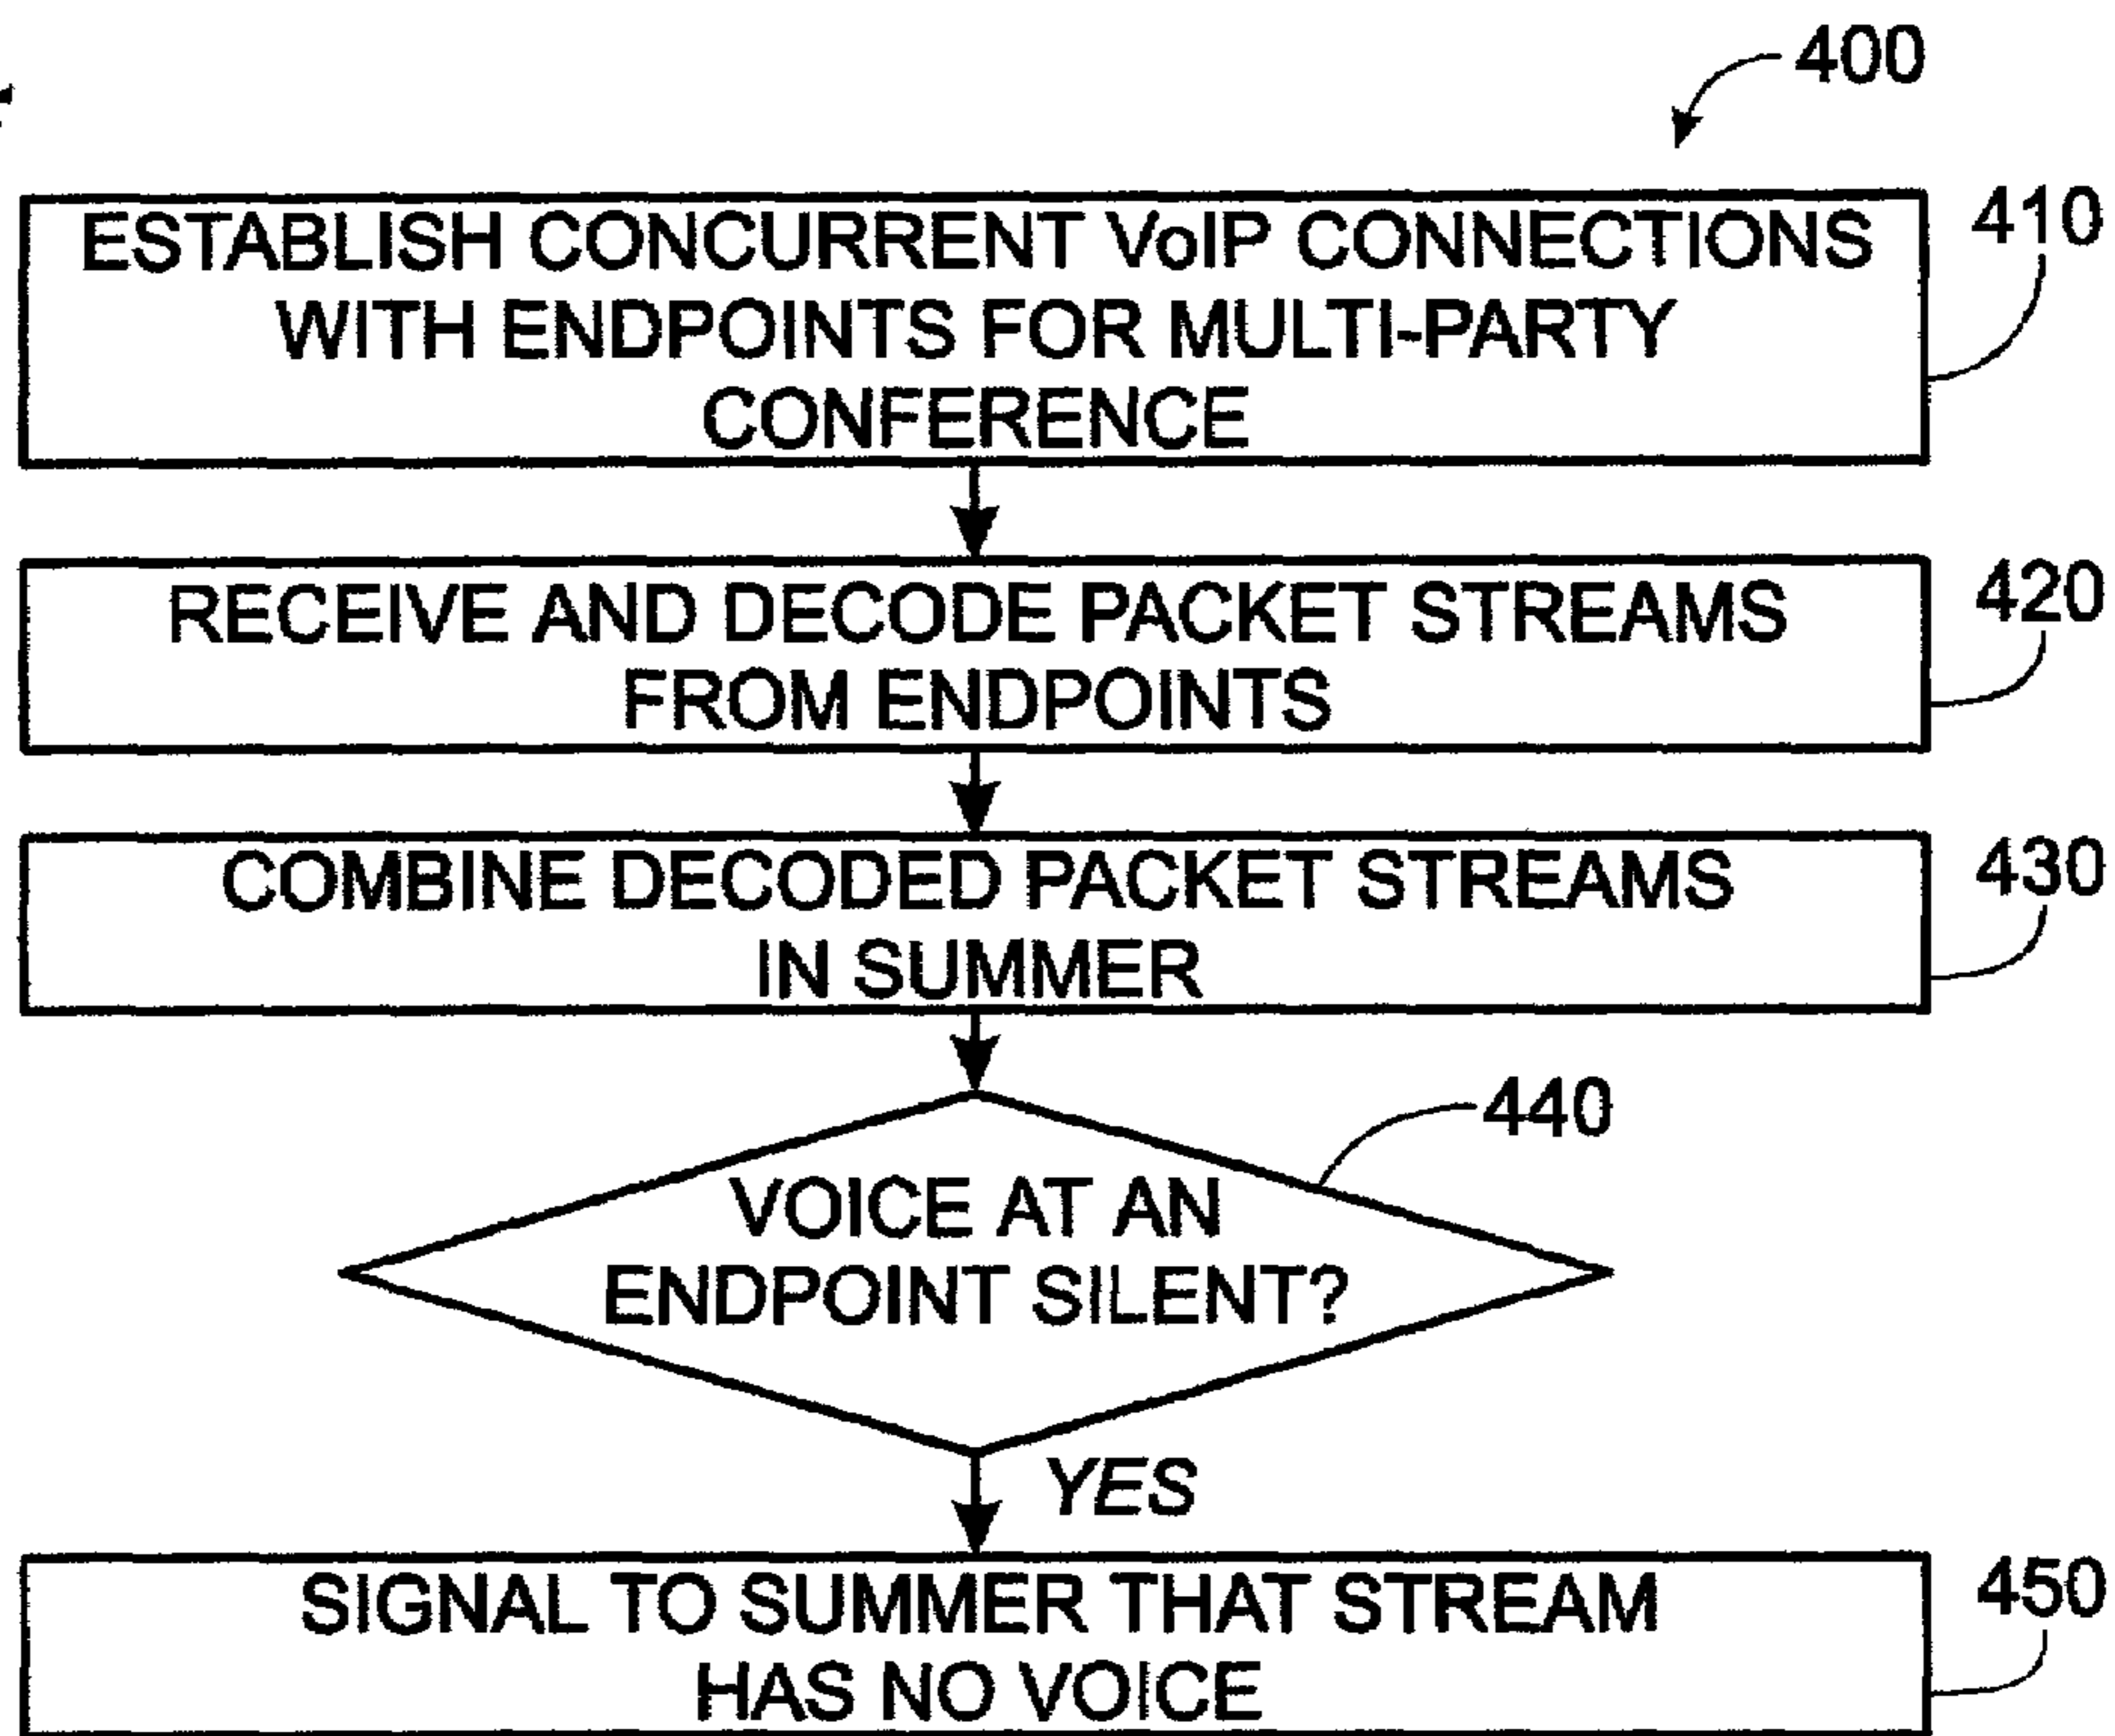 400
ESTABLISH CONCURRENT VoIP CONNECTIONS
WITH ENDPOINTS FOR MULTI-PARTY
CONFERENCE
410
RECEIVE AND DECODE PACKET STREAMS
FROM ENDPOINTS
420
COMBINE DECODED PACKET STREAMS
IN SUMMER
430
VOICE AT AN
ENDPOINT SILENT?
440
YES
SIGNAL TO SUMMER THAT STREAM
HAS NO VOICE
450